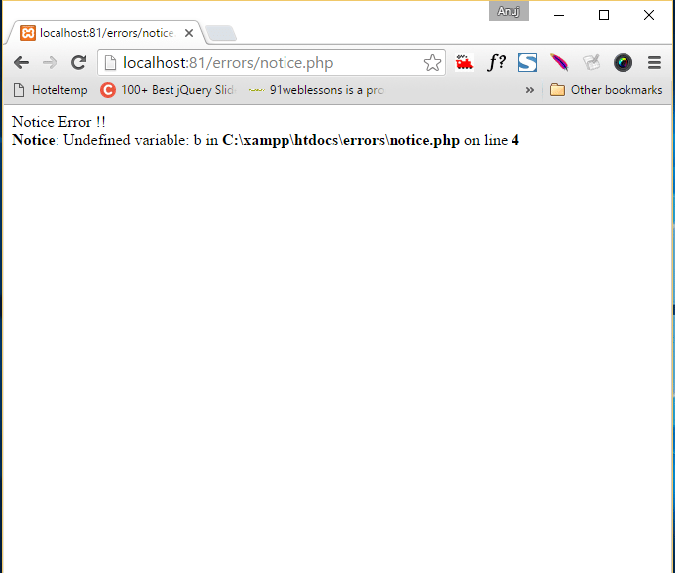 Anuj
localhost:81/errors/notice
localhost:81/errors/notice.php
f?
S
Hoteltemp
C
100+ Best jQuery Slid
91weblessons is a pro
»
Other bookmarks
Notice Error !!
Notice: Undefined variable: b in C:\xampp\htdocs\errors\notice.php on line 4